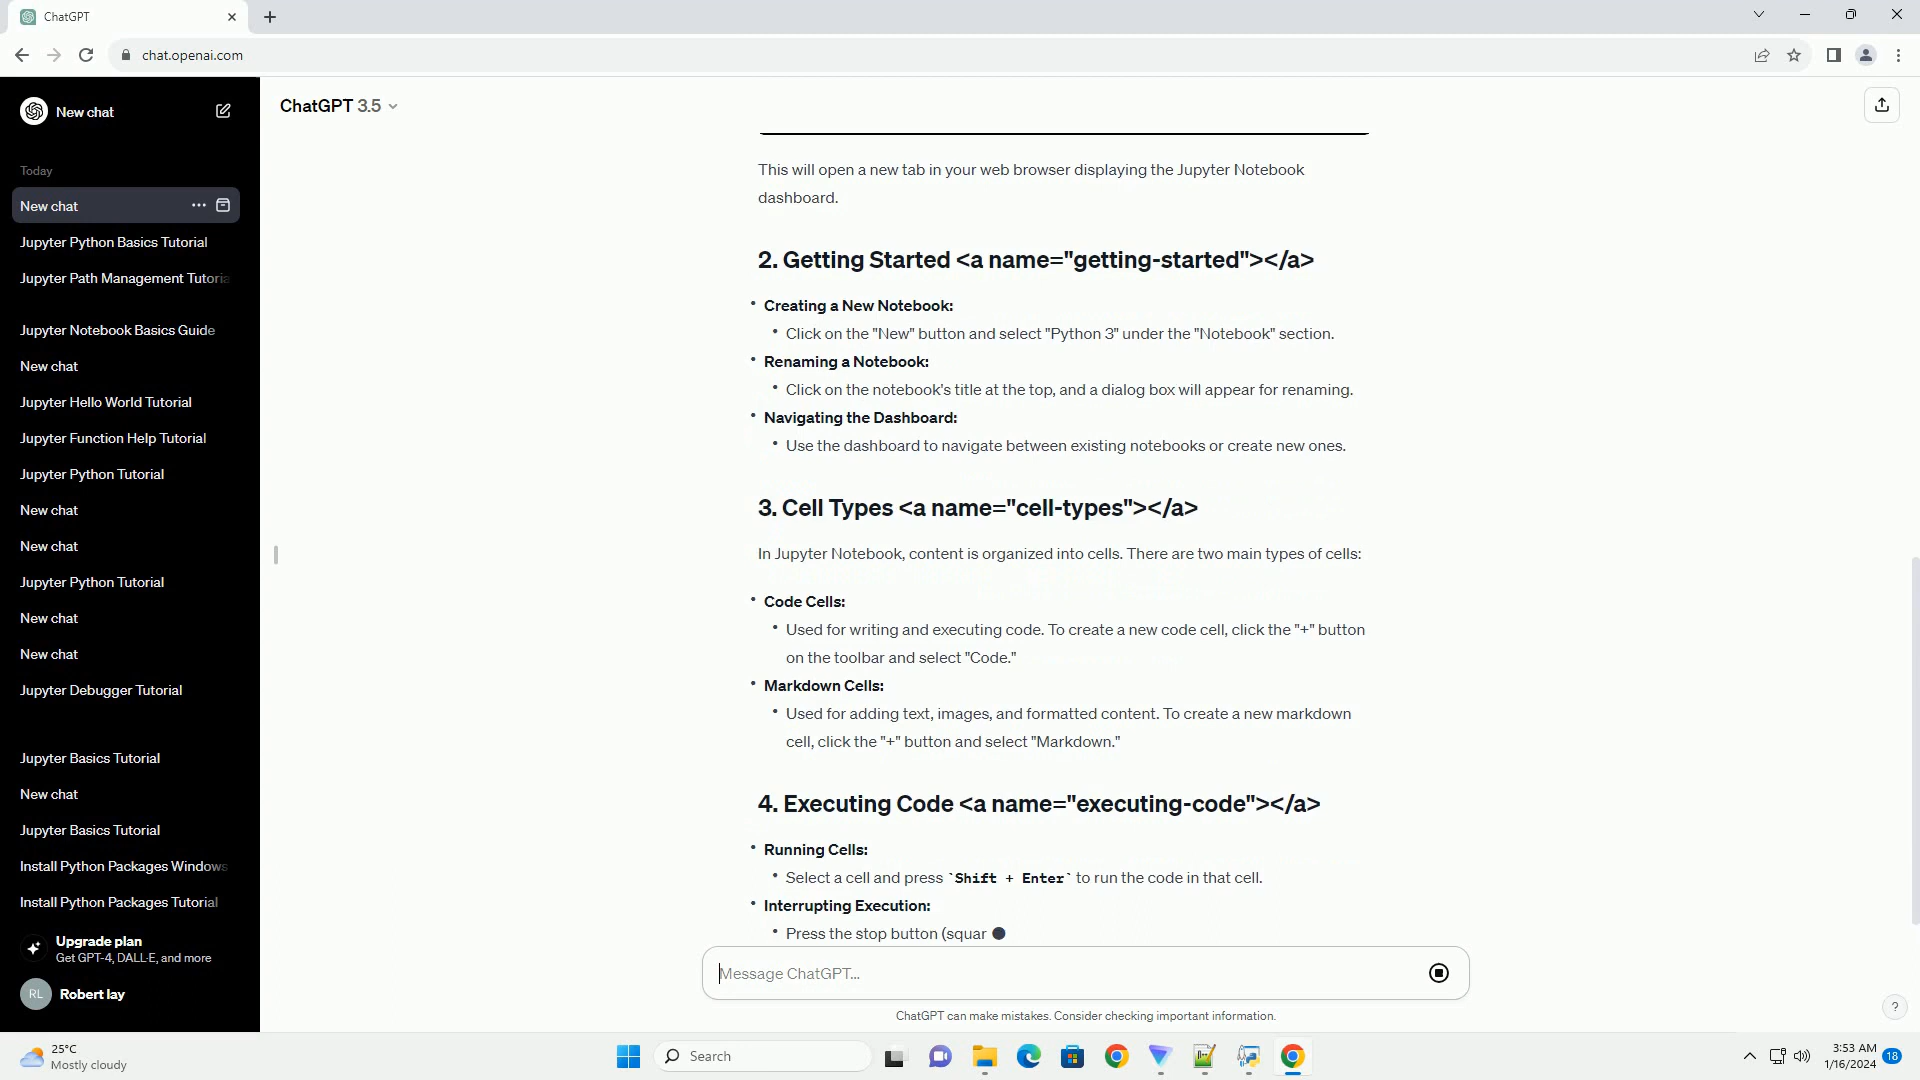 ChatGPT
chat.openai.com
New chat
Today
New chat
Jupyter Python Basics Tutorial
Jupyter Path Management Tutoria
Jupyter Notebook Basics Guide
New chat
Jupyter Hello World Tutorial
Jupyter Function Help Tutorial
Jupyter Python Tutorial
New chat
New chat
Jupyter Python Tutorial
New chat
New chat
Jupyter Debugger Tutorial
Jupyter Basics Tutorial
New chat
Jupyter Basics Tutorial
Install Python Packages Windows
Install Python Packages Tutorial
Upgrade plan
Get GPT-4, DALL·E, and more
RL Robert lay
ChatGPT 3.5
This will open a new tab in your web browser displaying the Jupyter Notebook
dashboard.
2. Getting Started <a name="getting-started"></a>
• Creating a New Notebook:
• Click on the "New" button and select "Python 3" under the "Notebook" section.
• Renaming a Notebook:
• Click on the notebook's title at the top, and a dialog box will appear for renaming.
• Navigating the Dashboard:
• Use the dashboard to navigate between existing notebooks or create new ones.
3. Cell Types <a name="cell-types"></a>
In Jupyter Notebook, content is organized into cells. There are two main types of cells:
• Code Cells:
• Used for writing and executing code. To create a new code cell, click the "+" button
on the toolbar and select "Code."
• Markdown Cells:
• Used for adding text, images, and formatted content. To create a new markdown
cell, click the "+" button and select "Markdown."
4. Executing Code <a name="executing-code"></a>
• Running Cells:
• Select a cell and press `Shift + Enter` to run the code in that cell.
• Interrupting Execution:
• Press the stop button (squar
Message ChatGPT...
ChatGPT can make mistakes. Consider checking important information.
?
25°C
Mostly cloudy
Search
3:53 AM
1/16/2024
18